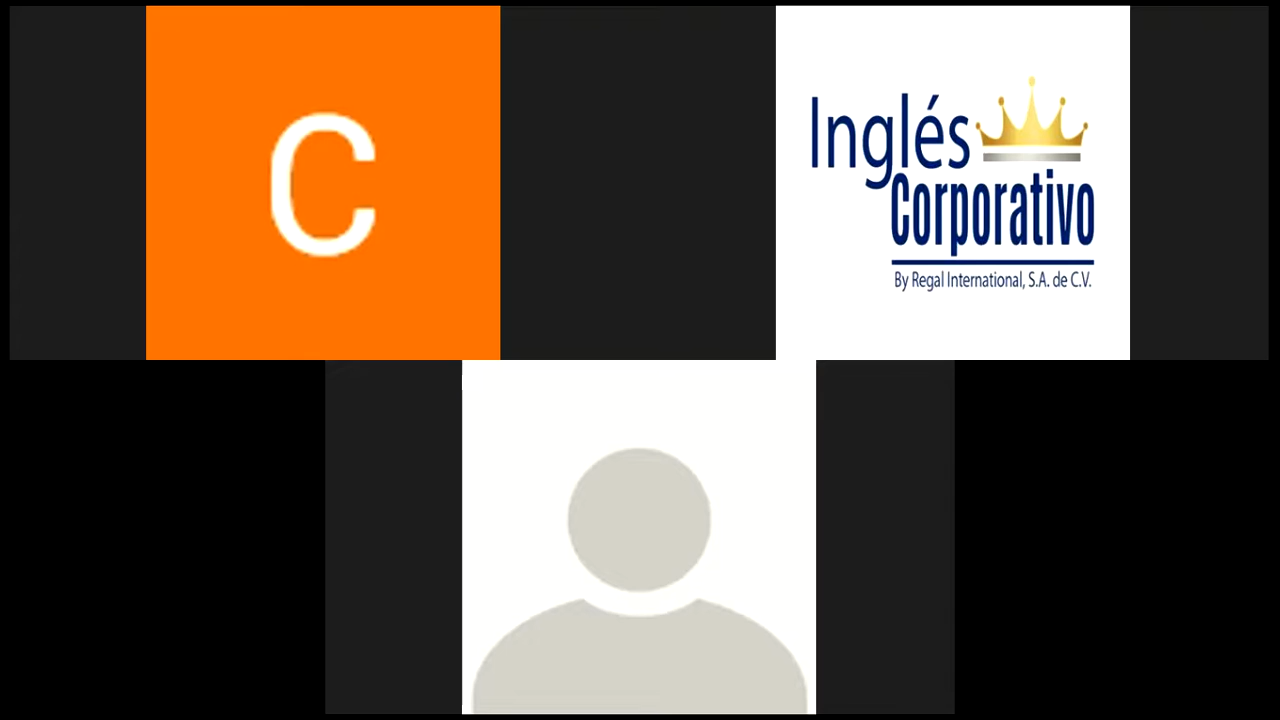 C
Inglés
Corporativo
By Regal International, S.A. de C.V.